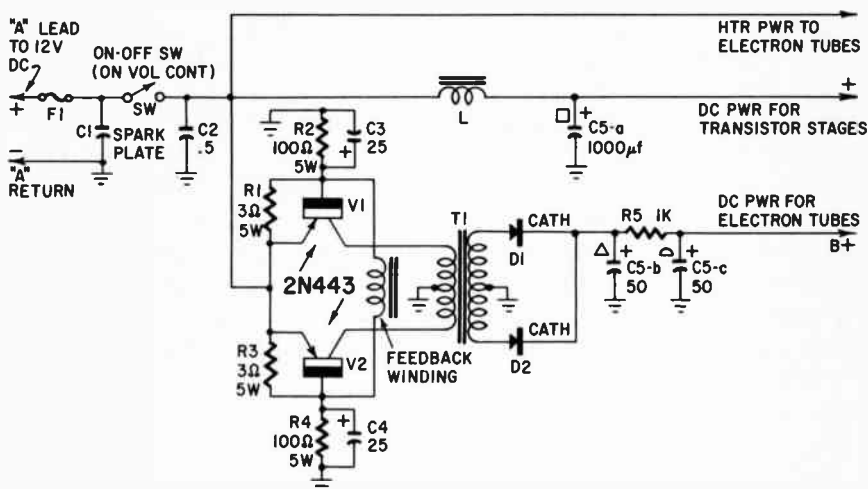 "A" LEAD
TO 12V
DC
+
F1
ON-OFF SW
(ON VOL CONT)
SW
C1
SPARK
PLATE
C2
.5
−
"A"
RETURN
HTR PWR TO
ELECTRON TUBES
+
DC PWR FOR
TRANSISTOR STAGES
L
+
C5-a
1000µf
R2
100Ω
5W
C3
25
+
R1
3Ω
5W
V1
2N443
T1
CATH
D1
R5 1K
DC PWR FOR
ELECTRON TUBES
B+
+
C5-b
50
+
C5-c
50
CATH
D2
FEEDBACK
WINDING
R3
3Ω
5W
V2
R4
100Ω
5W
+
C4
25